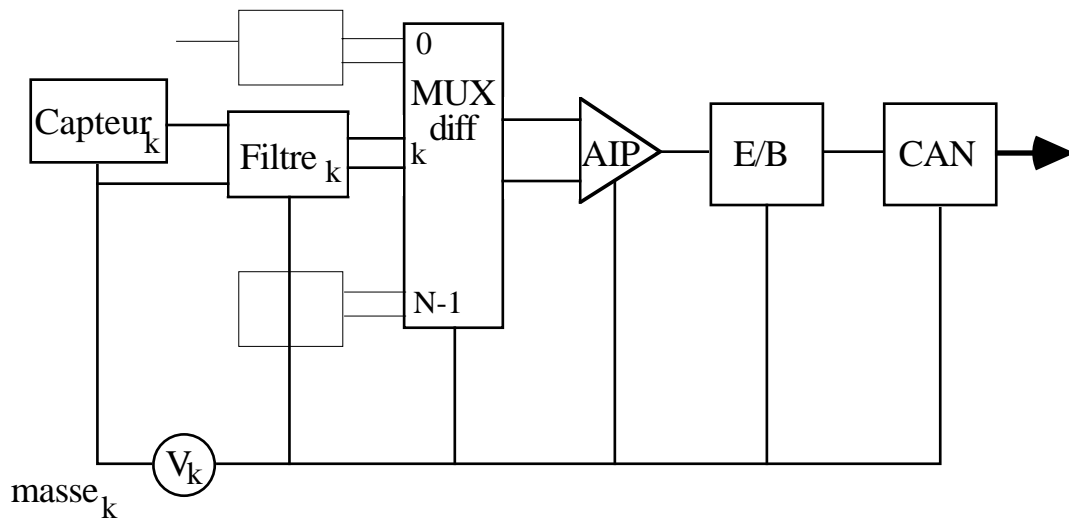 0
MUX
diff
Capteur k
Filtre k
k
AIP
E/B
CAN
N-1
V k
masse k